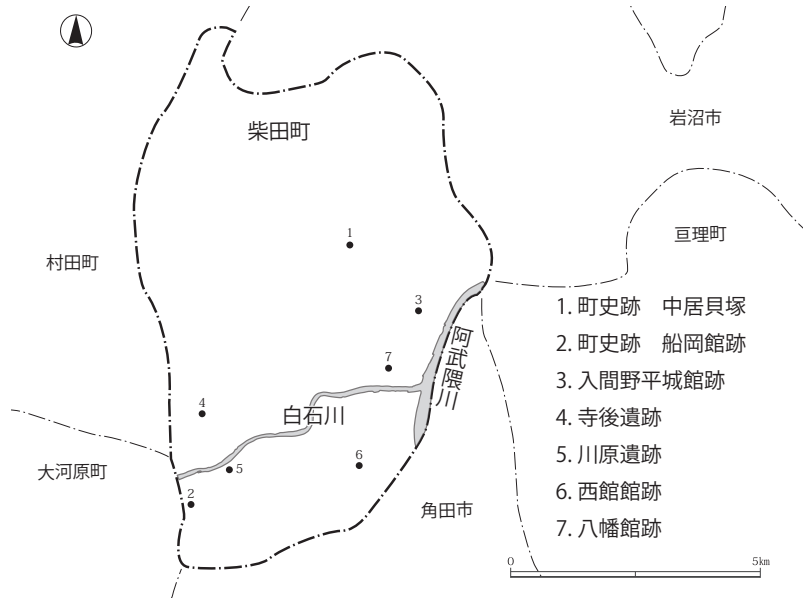 柴田町
岩沼市
亘理町
村田町
1
3
7
4
5
6
2
阿武隈川
白石川
大河原町
角田市
1. 町史跡　中居貝塚
2. 町史跡　船岡館跡
3. 入間野平城館跡
4. 寺後遺跡
5. 川原遺跡
6. 西館館跡
7. 八幡館跡
0 5km